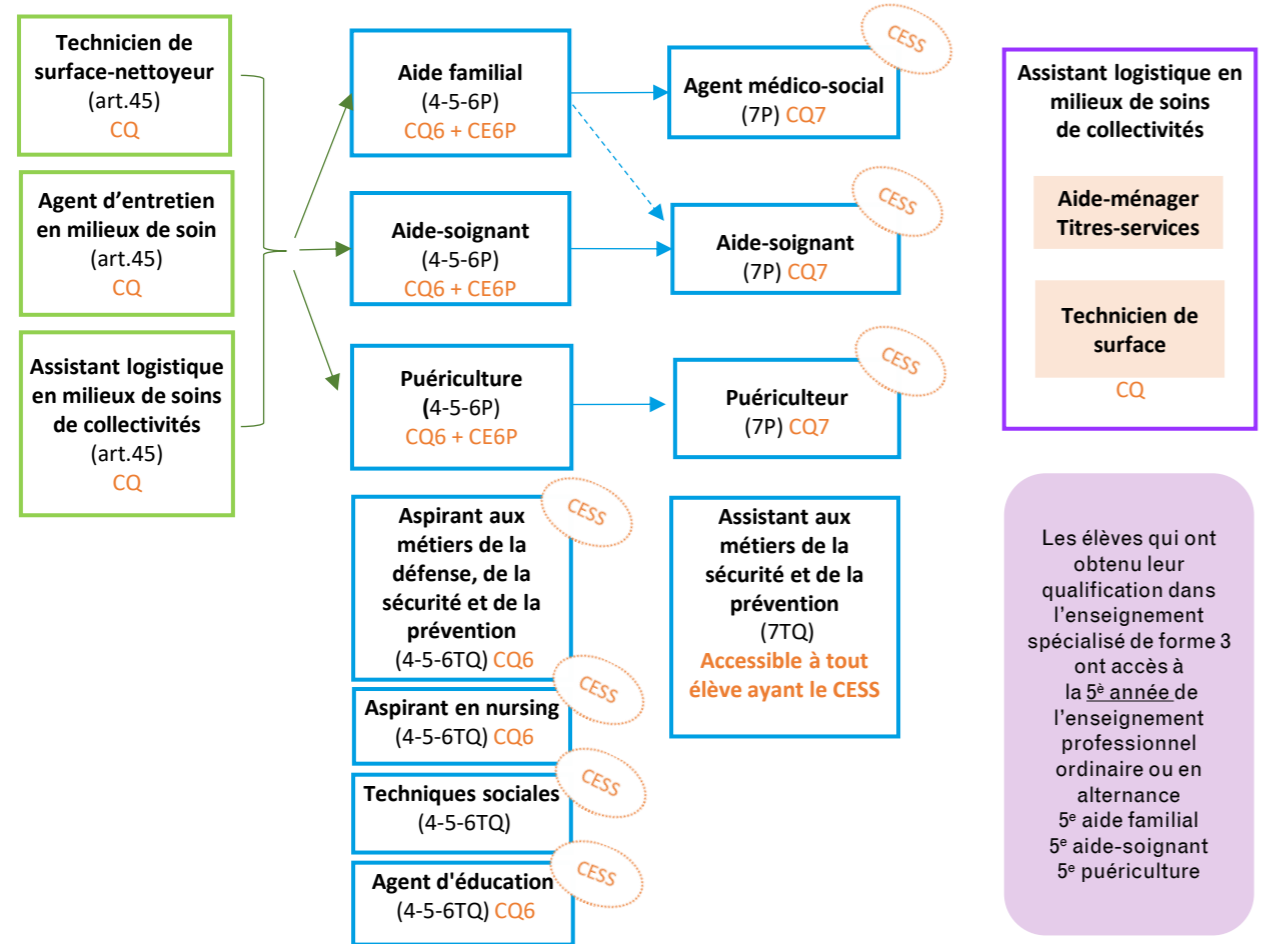 Technicien de
surface-nettoyeur
(art.45)
CQ
Agent d’entretien
en milieux de soin
(art.45)
CQ
Assistant logistique
en milieux de soins
de collectivités
(art.45)
CQ
Aide familial
(4-5-6P)
CQ6 + CE6P
Aide-soignant
(4-5-6P)
CQ6 + CE6P
Puériculture
(4-5-6P)
CQ6 + CE6P
Aspirant aux
métiers de la
défense, de la
sécurité et de la
prévention
(4-5-6TQ) CQ6
CESS
Aspirant en nursing
(4-5-6TQ) CQ6
CESS
Techniques sociales
(4-5-6TQ)
CESS
Agent d'éducation
(4-5-6TQ) CQ6
CESS
Agent médico-social
(7P) CQ7
CESS
Aide-soignant
(7P) CQ7
CESS
Puériculteur
(7P) CQ7
CESS
Assistant aux
métiers de la
sécurité et de la
prévention
(7TQ)
Accessible à tout
élève ayant le CESS
Assistant logistique en
milieux de soins
de collectivités
Aide-ménager
Titres-services
Technicien de
surface
CQ
Les élèves qui ont
obtenu leur
qualification dans
l’enseignement
spécialisé de forme 3
ont accès à
la 5è année de
l’enseignement
professionnel
ordinaire ou en
alternance
5e aide familial
5e aide-soignant
5e puériculture